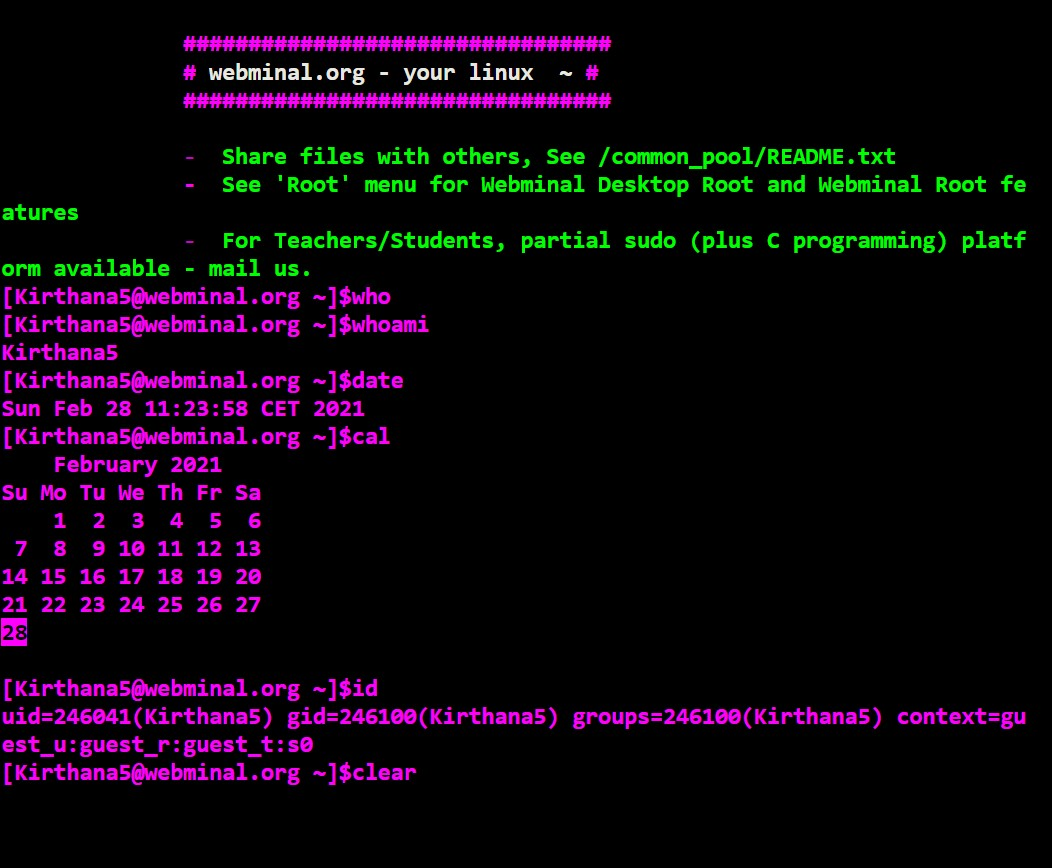 #################################
# webminal.org - your linux  ~ #
#################################
-  Share files with others, See /common_pool/README.txt
-  See 'Root' menu for Webminal Desktop Root and Webminal Root fe
atures
-  For Teachers/Students, partial sudo (plus C programming) platf
orm available - mail us.
[Kirthana5@webminal.org ~]$who
[Kirthana5@webminal.org ~]$whoami
Kirthana5
[Kirthana5@webminal.org ~]$date
Sun Feb 28 11:23:58 CET 2021
[Kirthana5@webminal.org ~]$cal
    February 2021
Su Mo Tu We Th Fr Sa
    1  2  3  4  5  6
 7  8  9 10 11 12 13
14 15 16 17 18 19 20
21 22 23 24 25 26 27
28
[Kirthana5@webminal.org ~]$id
uid=246041(Kirthana5) gid=246100(Kirthana5) groups=246100(Kirthana5) context=gu
est_u:guest_r:guest_t:s0
[Kirthana5@webminal.org ~]$clear